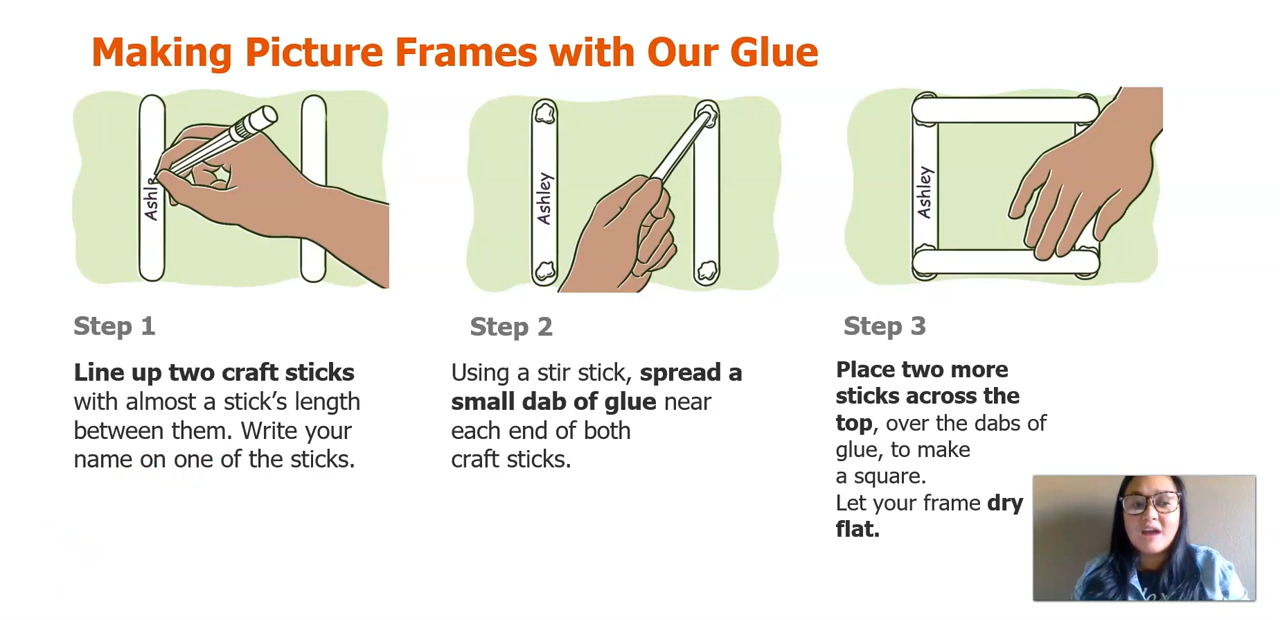 Making Picture Frames with Our Glue
Ashle
Ashley
Ashley
Step 1
Line up two craft sticks
with almost a stick's length
between them. Write your
name on one of the sticks.
Step 2
Using a stir stick, spread a
small dab of glue near
each end of both
craft sticks.
Step 3
Place two more
sticks across the
top, over the dabs of
glue, to make
a square.
Let your frame dry
flat.